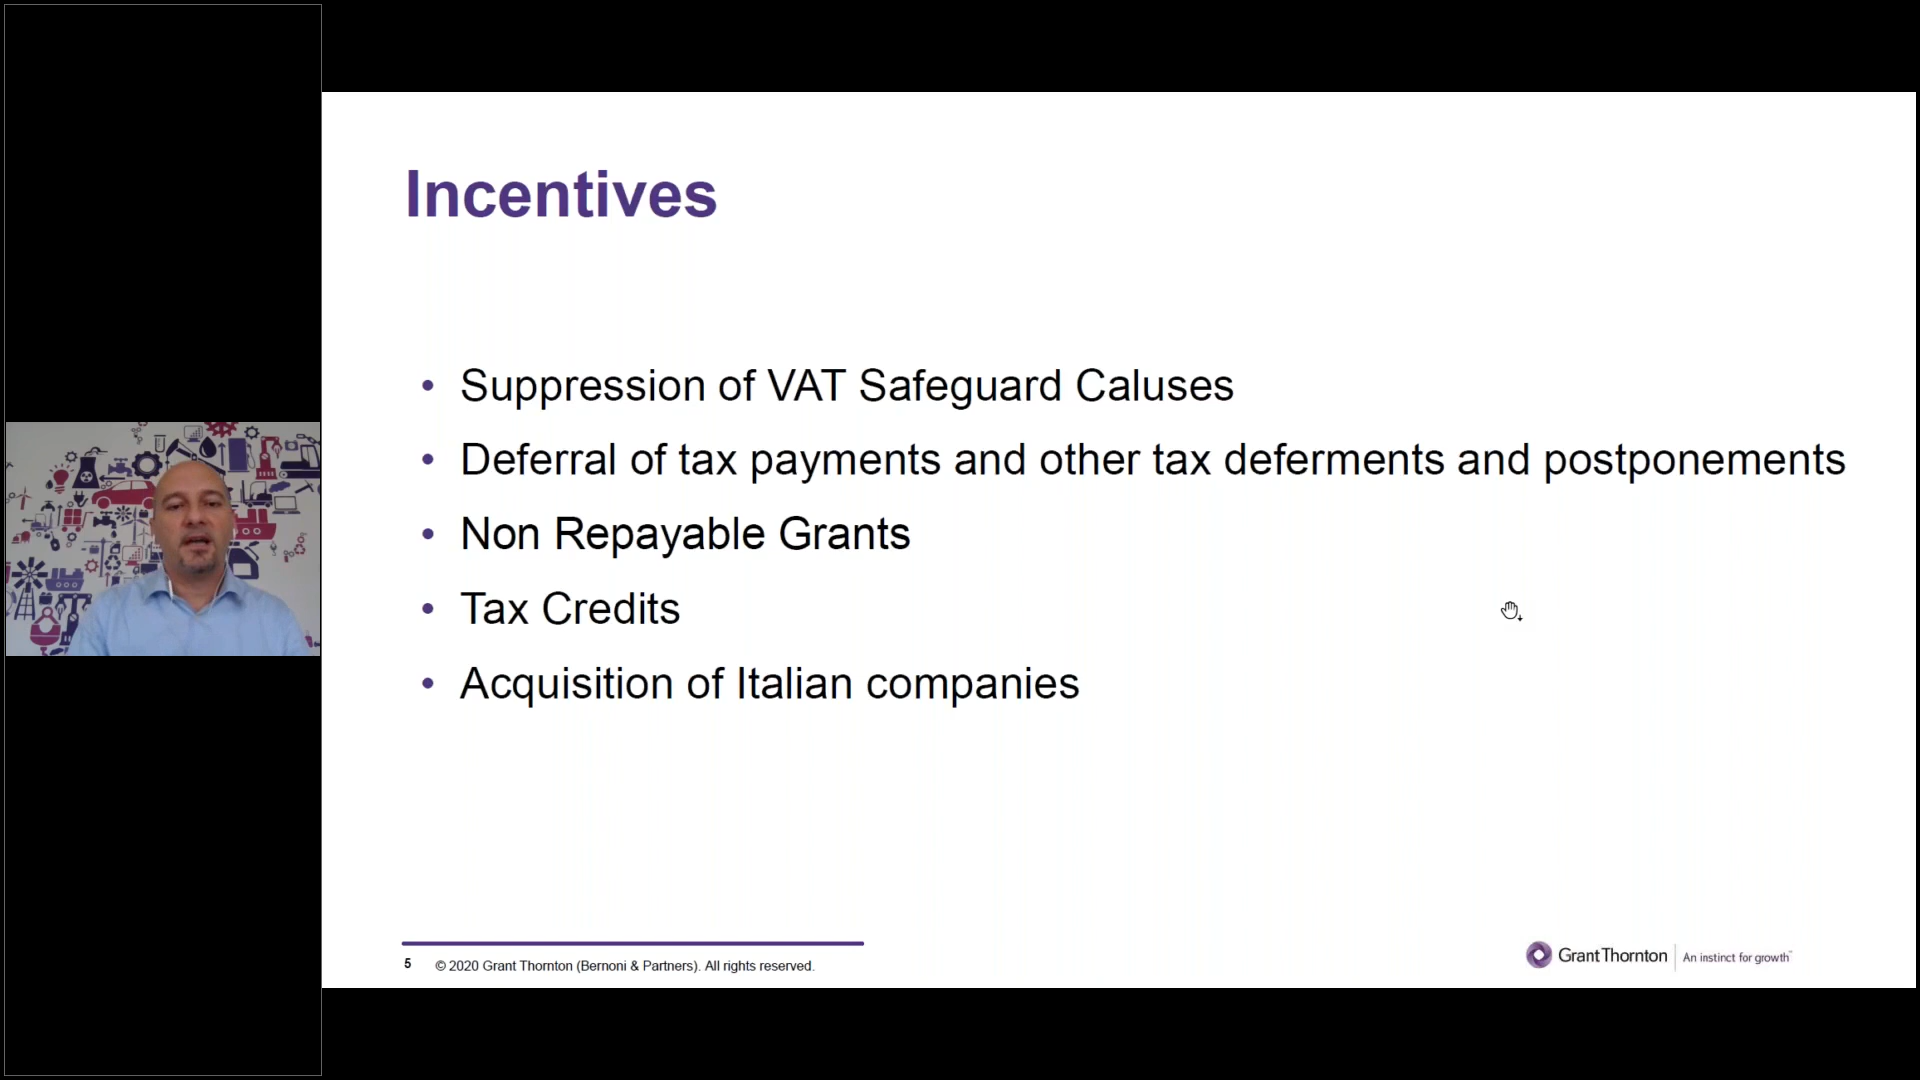 Incentives
• Suppression of VAT Safeguard Caluses
• Deferral of tax payments and other tax deferments and postponements
• Non Repayable Grants
• Tax Credits
• Acquisition of Italian companies
5 © 2020 Grant Thornton (Bernoni & Partners). All rights reserved.
Grant Thornton An instinct for growth™